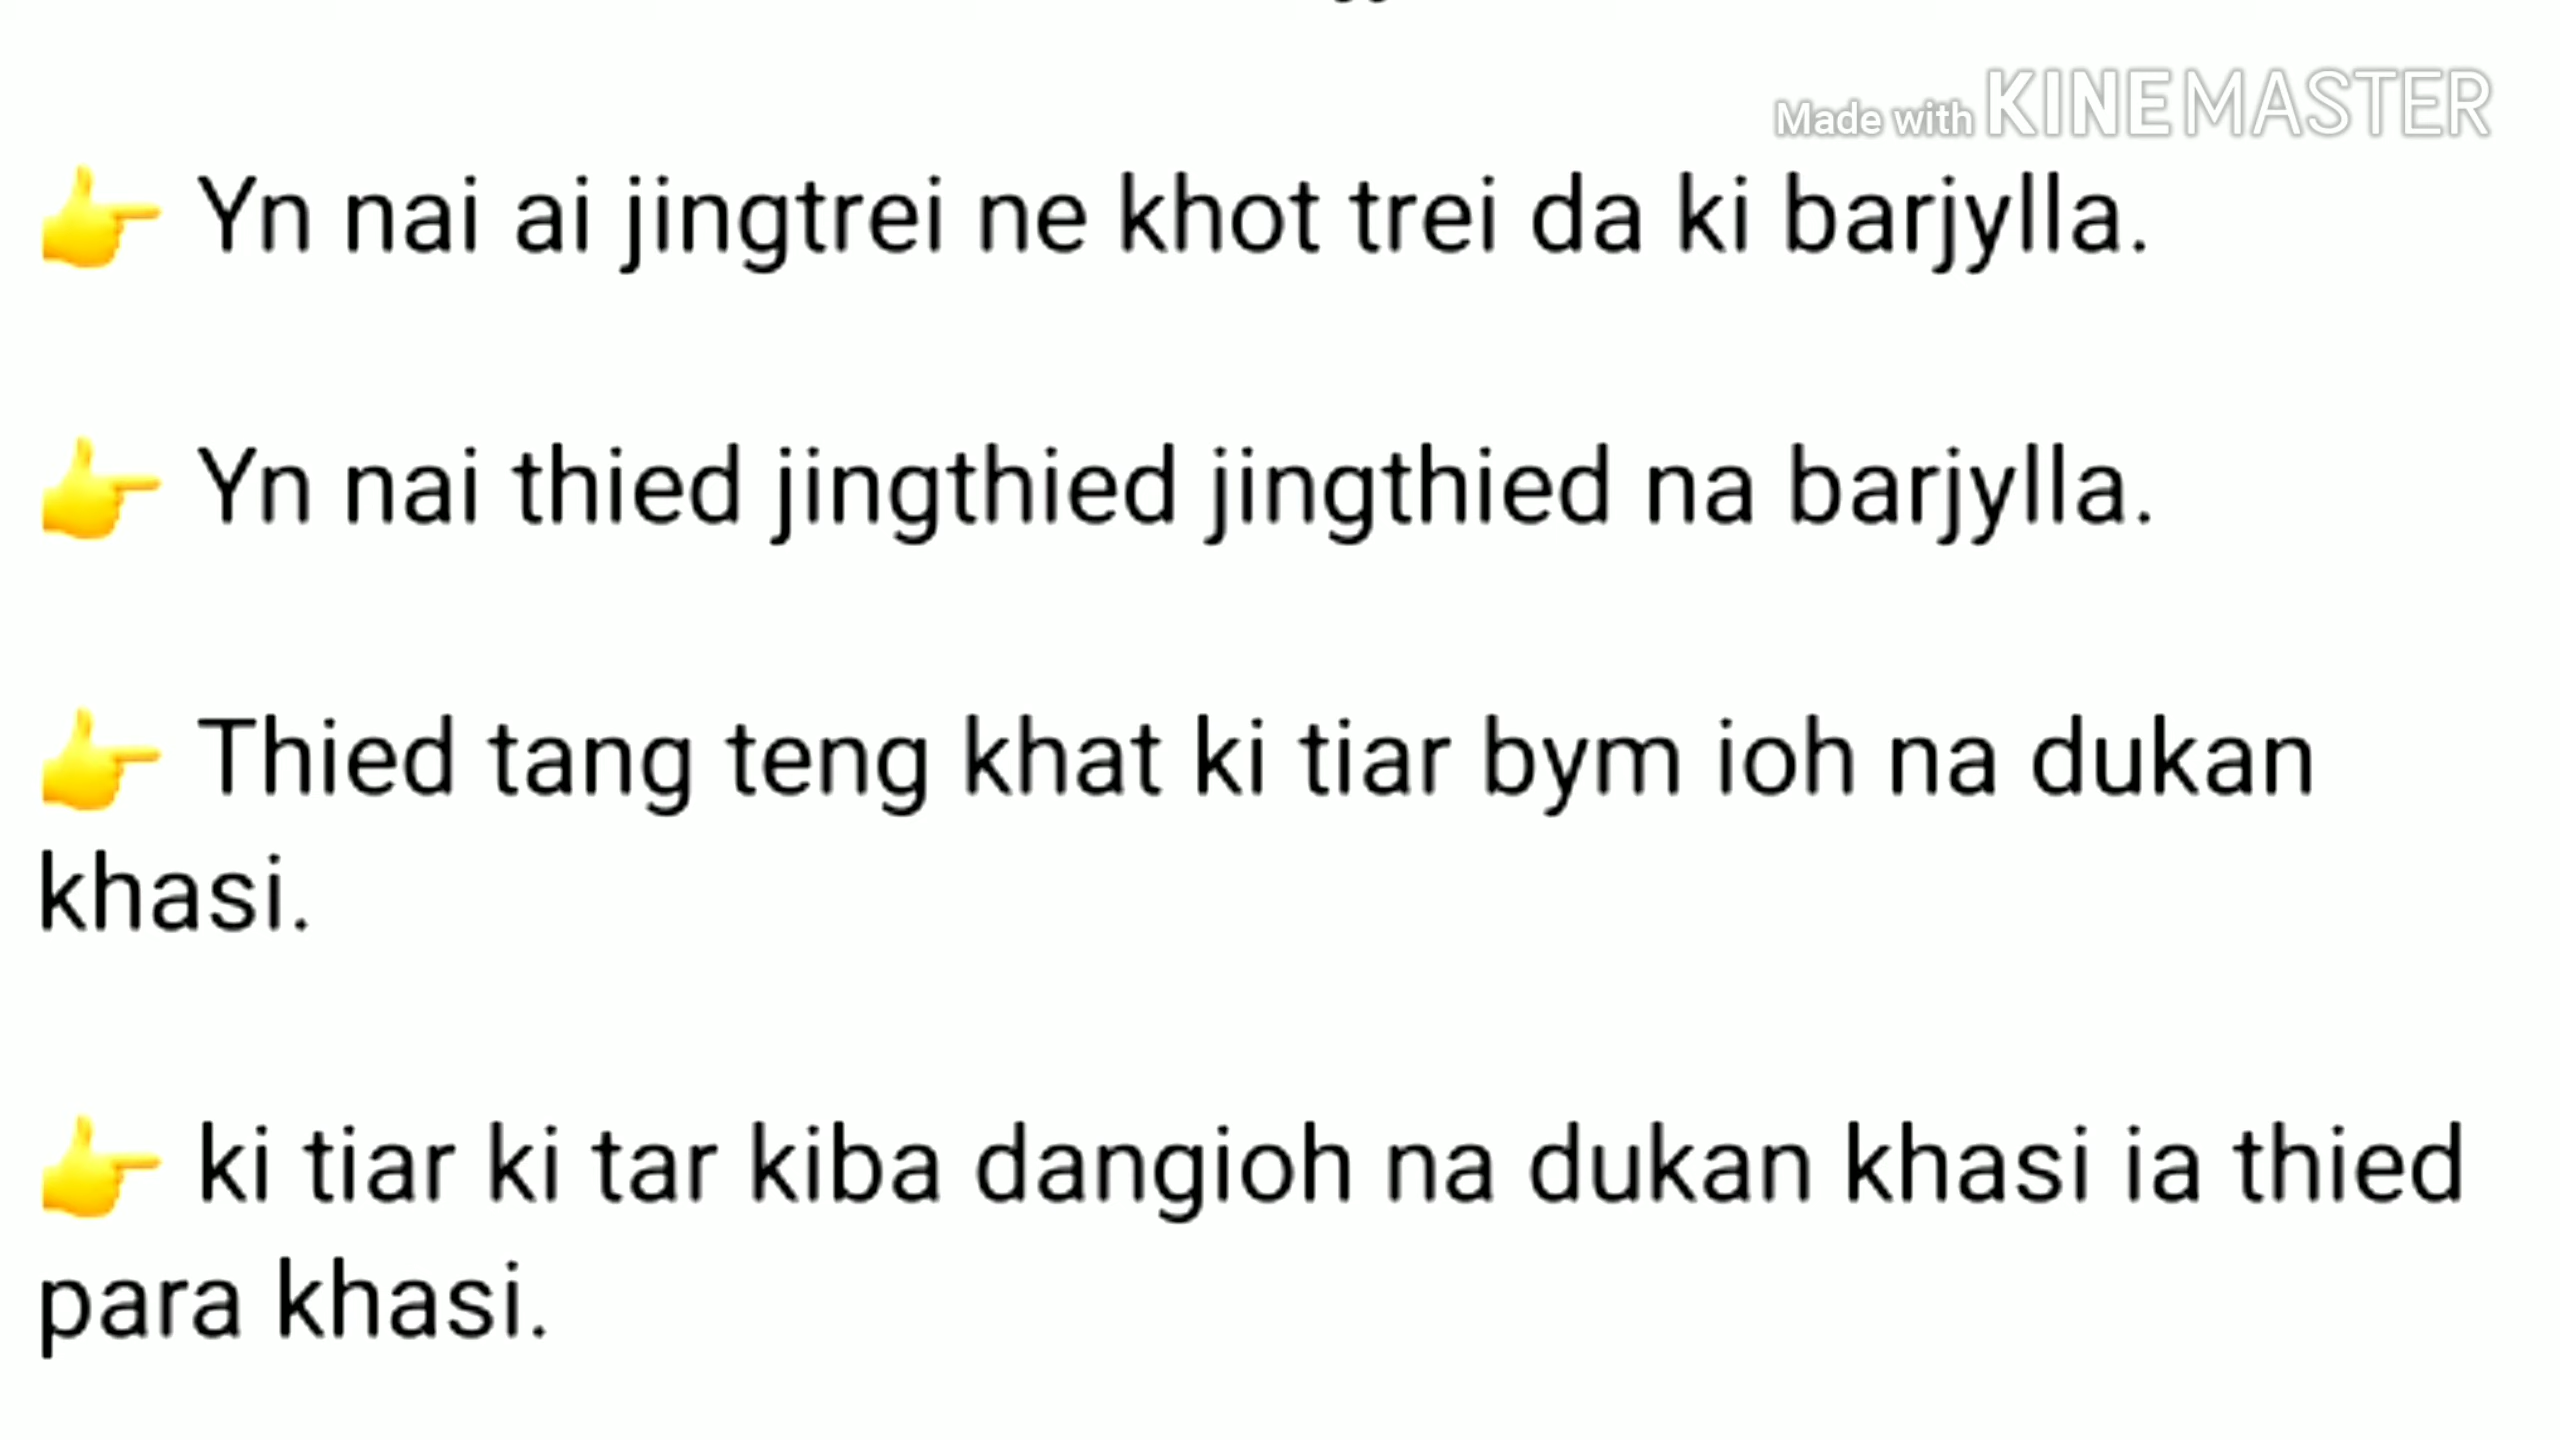 Made with KINEMASTER
👉 Yn nai ai jingtrei ne khot trei da ki barjylla.
👉 Yn nai thied jingthied jingthied na barjylla.
👉 Thied tang teng khat ki tiar bym ioh na dukan
khasi.
👉 ki tiar ki tar kiba dangioh na dukan khasi ia thied
para khasi.